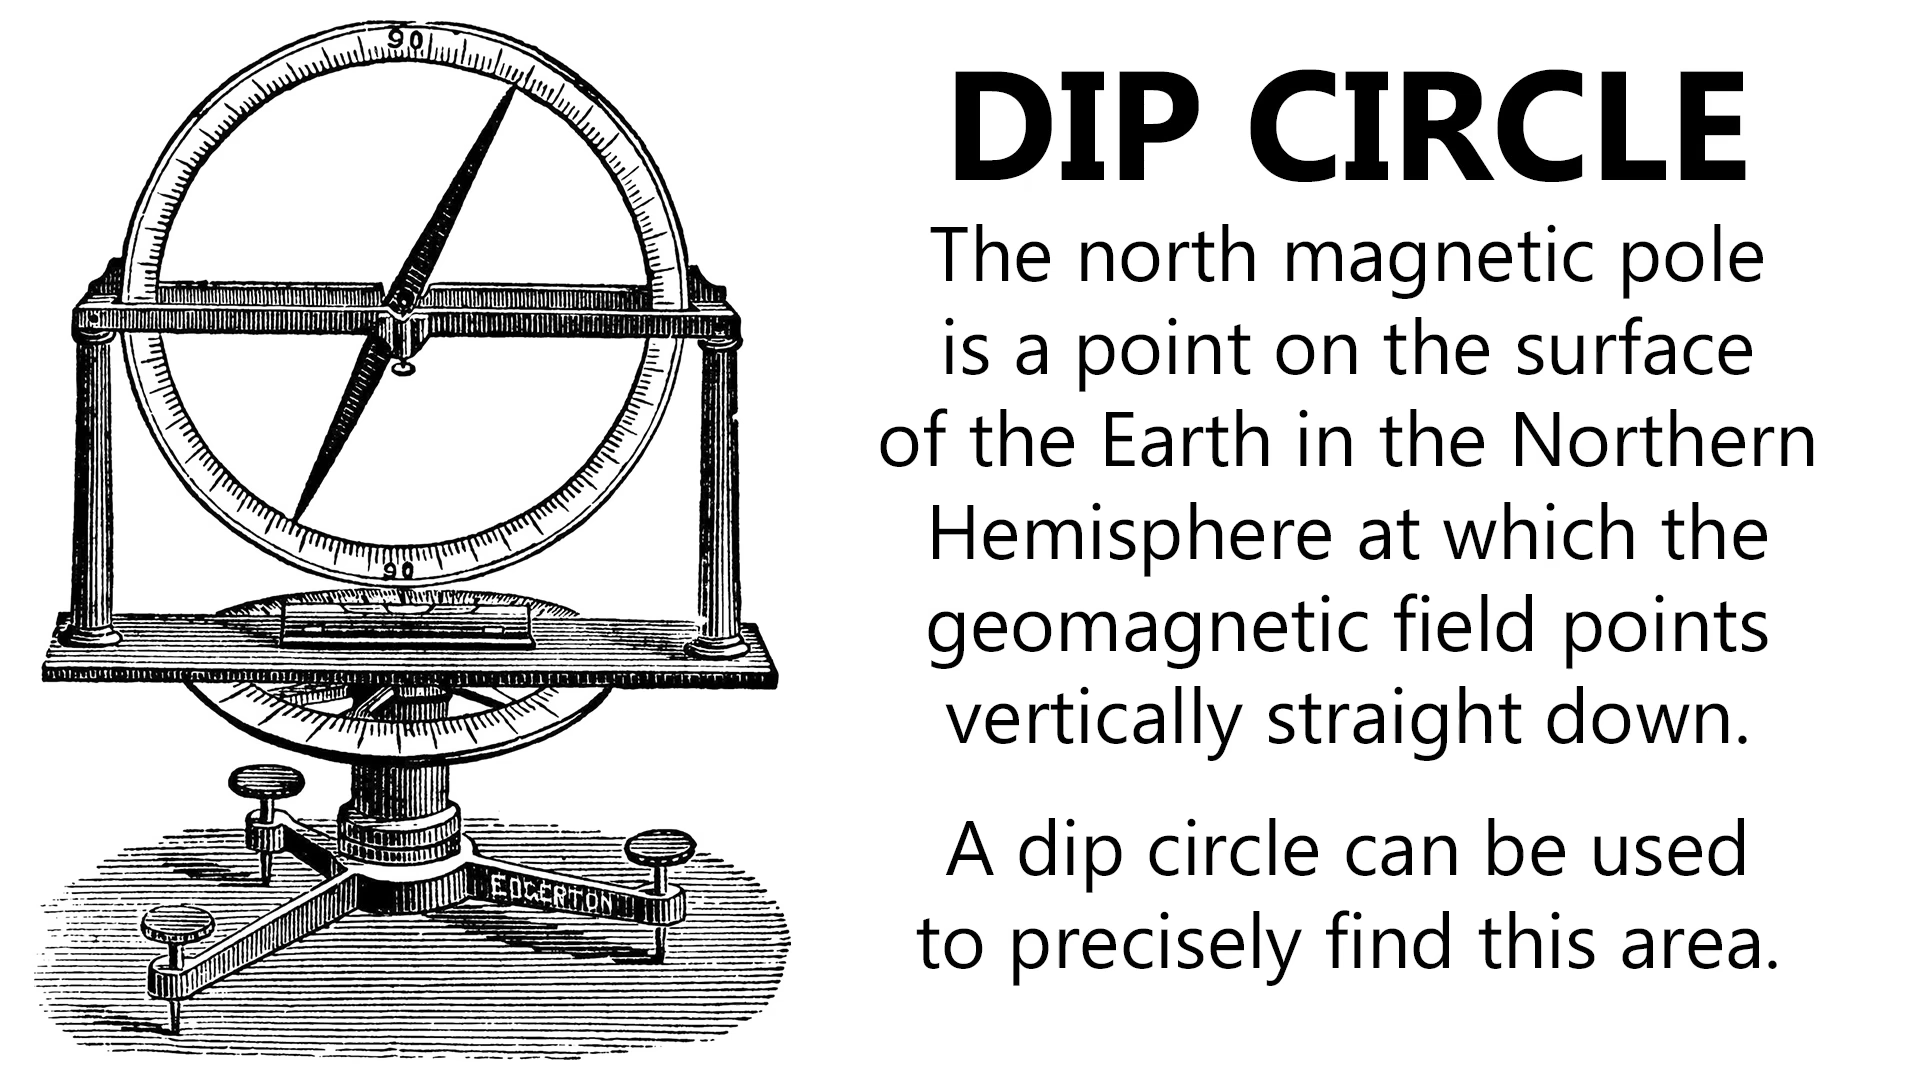 90
90
EDGERTON
DIP CIRCLE
The north magnetic pole
is a point on the surface
of the Earth in the Northern
Hemisphere at which the
geomagnetic field points
vertically straight down.
A dip circle can be used
to precisely find this area.